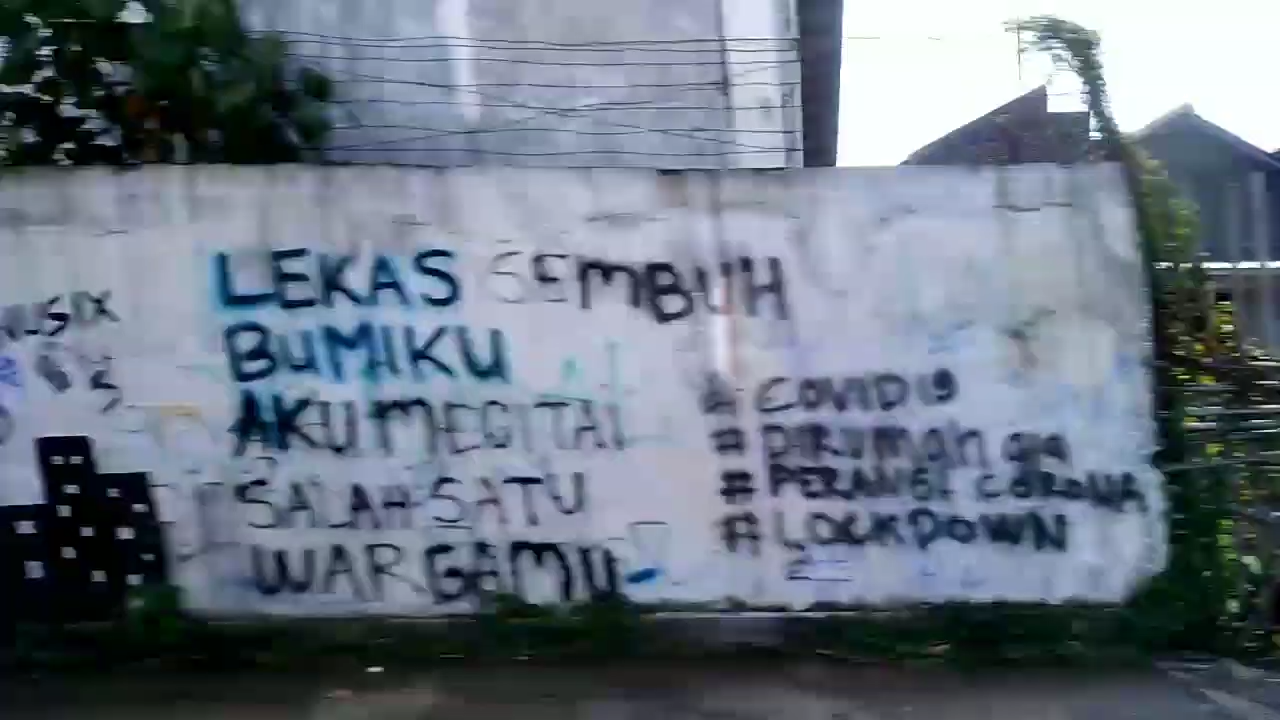 LEKAS SEMBUH
BUMIKU
AKU MEGITAI
SALAH SATU
WARGAMU
# COVID19
# DIRUMAH aja
# PERANGI CORONA
# LOCKDOWN